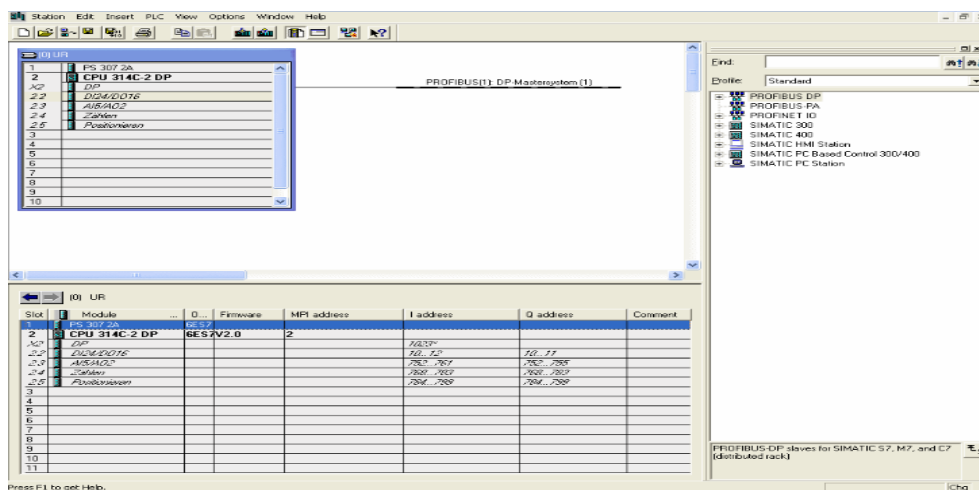 Station Edit Insert PLC View Options Window Help
(0) UR
1 PS 307 2A
2 CPU 314C-2 DP
X2 DP
2.2 DI24/DO16
2.3 AI5/AO2
2.4 Zählen
2.5 Positionieren
3
4
5
6
7
8
9
10
PROFIBUS(1): DP-Mastersystem (1)
Find:
Profile: Standard
PROFIBUS DP
PROFIBUS-PA
PROFINET IO
SIMATIC 300
SIMATIC 400
SIMATIC HMI Station
SIMATIC PC Based Control 300/400
SIMATIC PC Station
(0) UR
Slot Module ... O... Firmware MPI address I address Q address Comment
1 PS 307 2A 6ES7
2 CPU 314C-2 DP 6ES7 V2.0 2
X2 DP 1023*
2.2 DI24/DO16 10...12 10...11
2.3 AI5/AO2 752...761 752...755
2.4 Zählen 768...783 768...783
2.5 Positionieren 784...799 784...799
3
4
5
6
7
8
9
10
11
PROFIBUS-DP slaves for SIMATIC S7, M7, and C7
(distributed rack)
Press F1 to get Help.
Chg